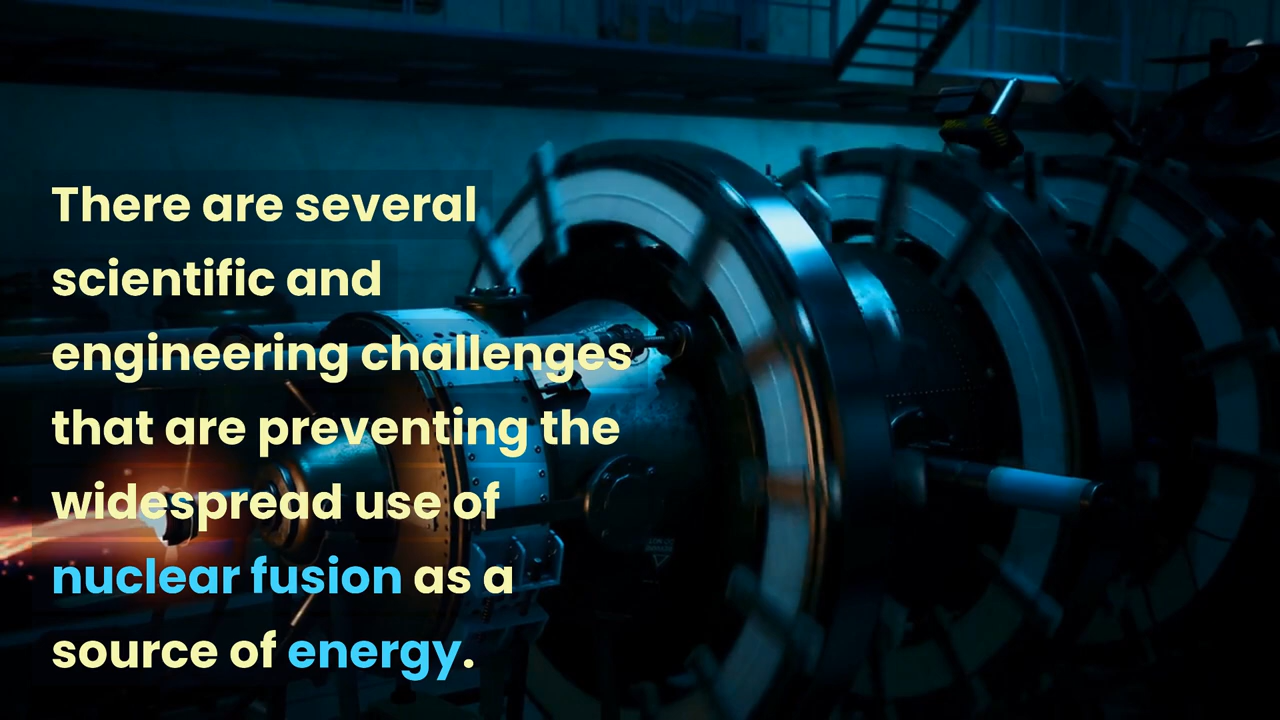 There are several
scientific and
engineering challenges
that are preventing the
widespread use of
nuclear fusion as a
source of energy.